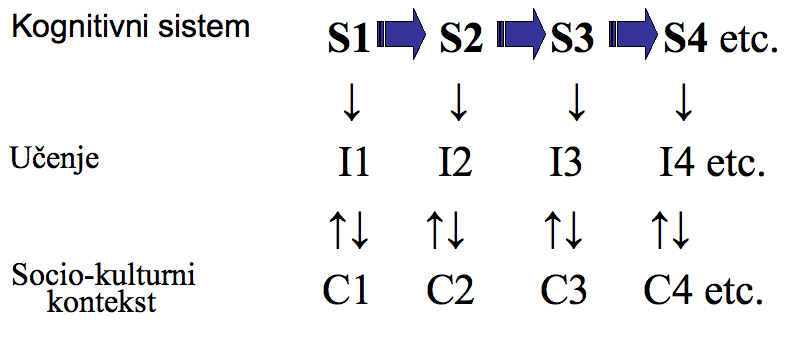 Kognitivni sistem S1 S2 S3 S4 etc.
↓ ↓ ↓ ↓
Učenje I1 I2 I3 I4 etc.
↑↓ ↑↓ ↑↓ ↑↓
Socio-kulturni
kontekst C1 C2 C3 C4 etc.